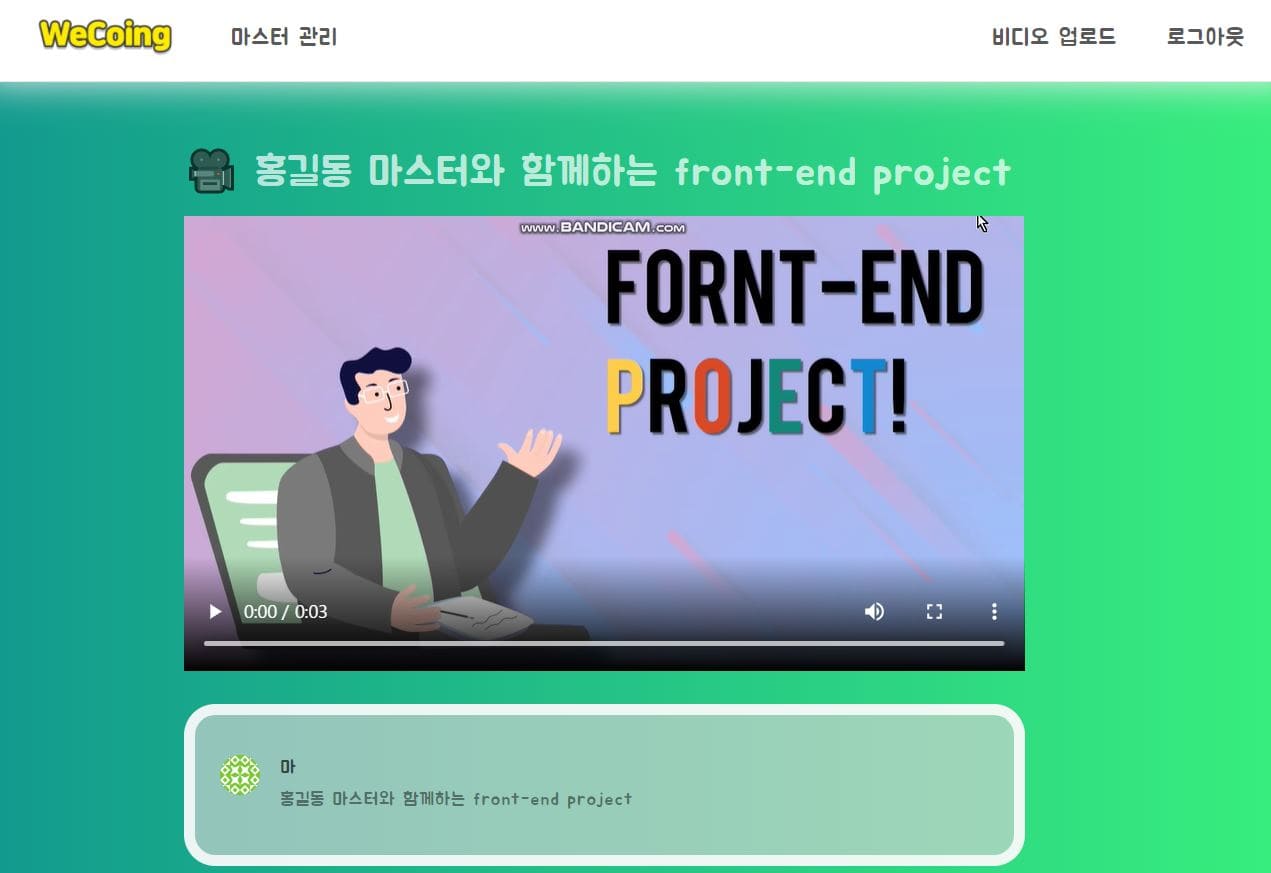 WeCoing 마스터 관리 비디오 업로드 로그아웃
홍길동 마스터와 함께하는 front-end project
www.BANDICAM.com
FORNT-END
PROJECT!
0:00 / 0:03
마
홍길동 마스터와 함께하는 front-end project